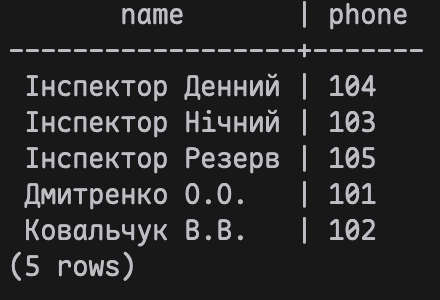 name | phone
------------------+-------
Інспектор Денний | 104
Інспектор Нічний | 103
Інспектор Резерв | 105
Дмитренко О.О. | 101
Ковальчук В.В. | 102
(5 rows)